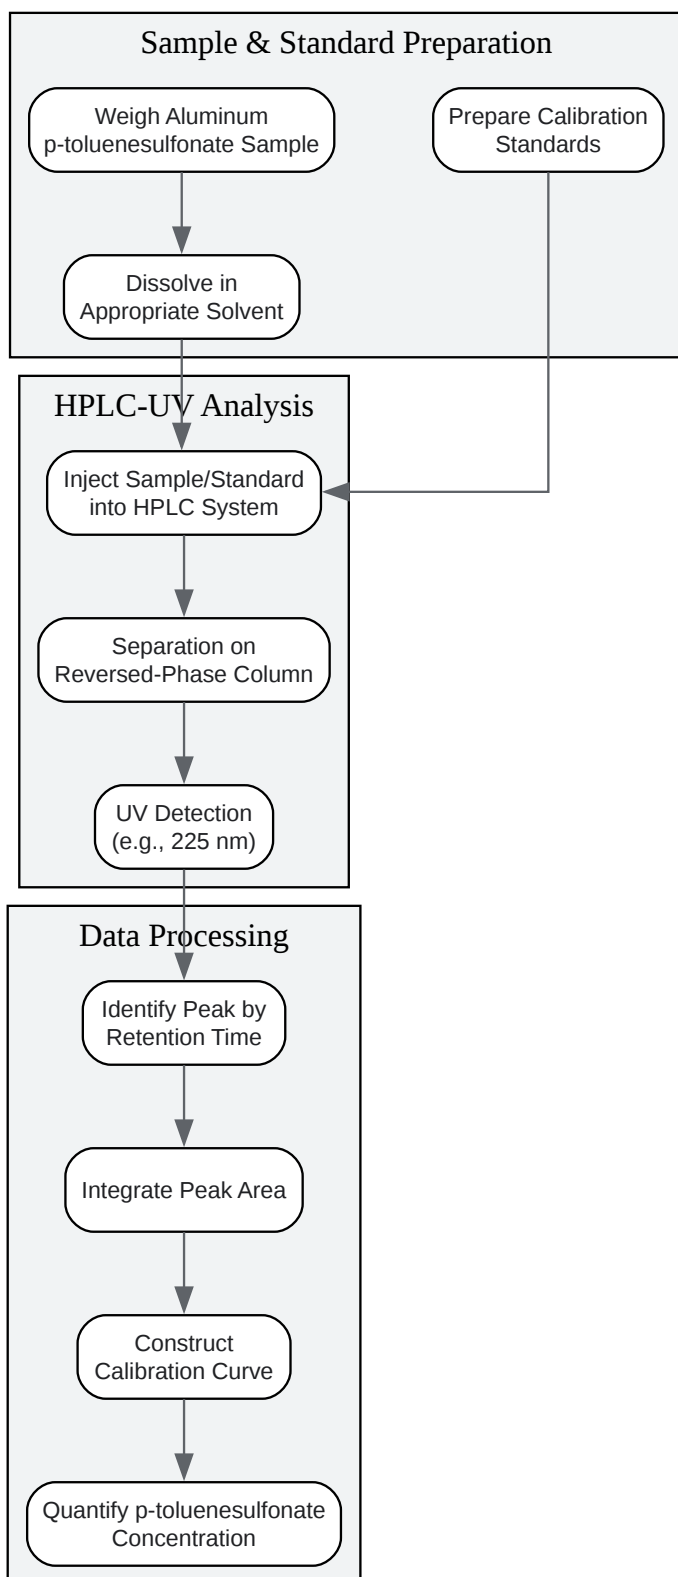 Sample & Standard Preparation
Weigh Aluminum
p-toluenesulfonate Sample
Prepare Calibration
Standards
Dissolve in
Appropriate Solvent
HPLC-UV Analysis
Inject Sample/Standard
into HPLC System
Separation on
Reversed-Phase Column
UV Detection
(e.g., 225 nm)
Data Processing
Identify Peak by
Retention Time
Integrate Peak Area
Construct
Calibration Curve
Quantify p-toluenesulfonate
Concentration